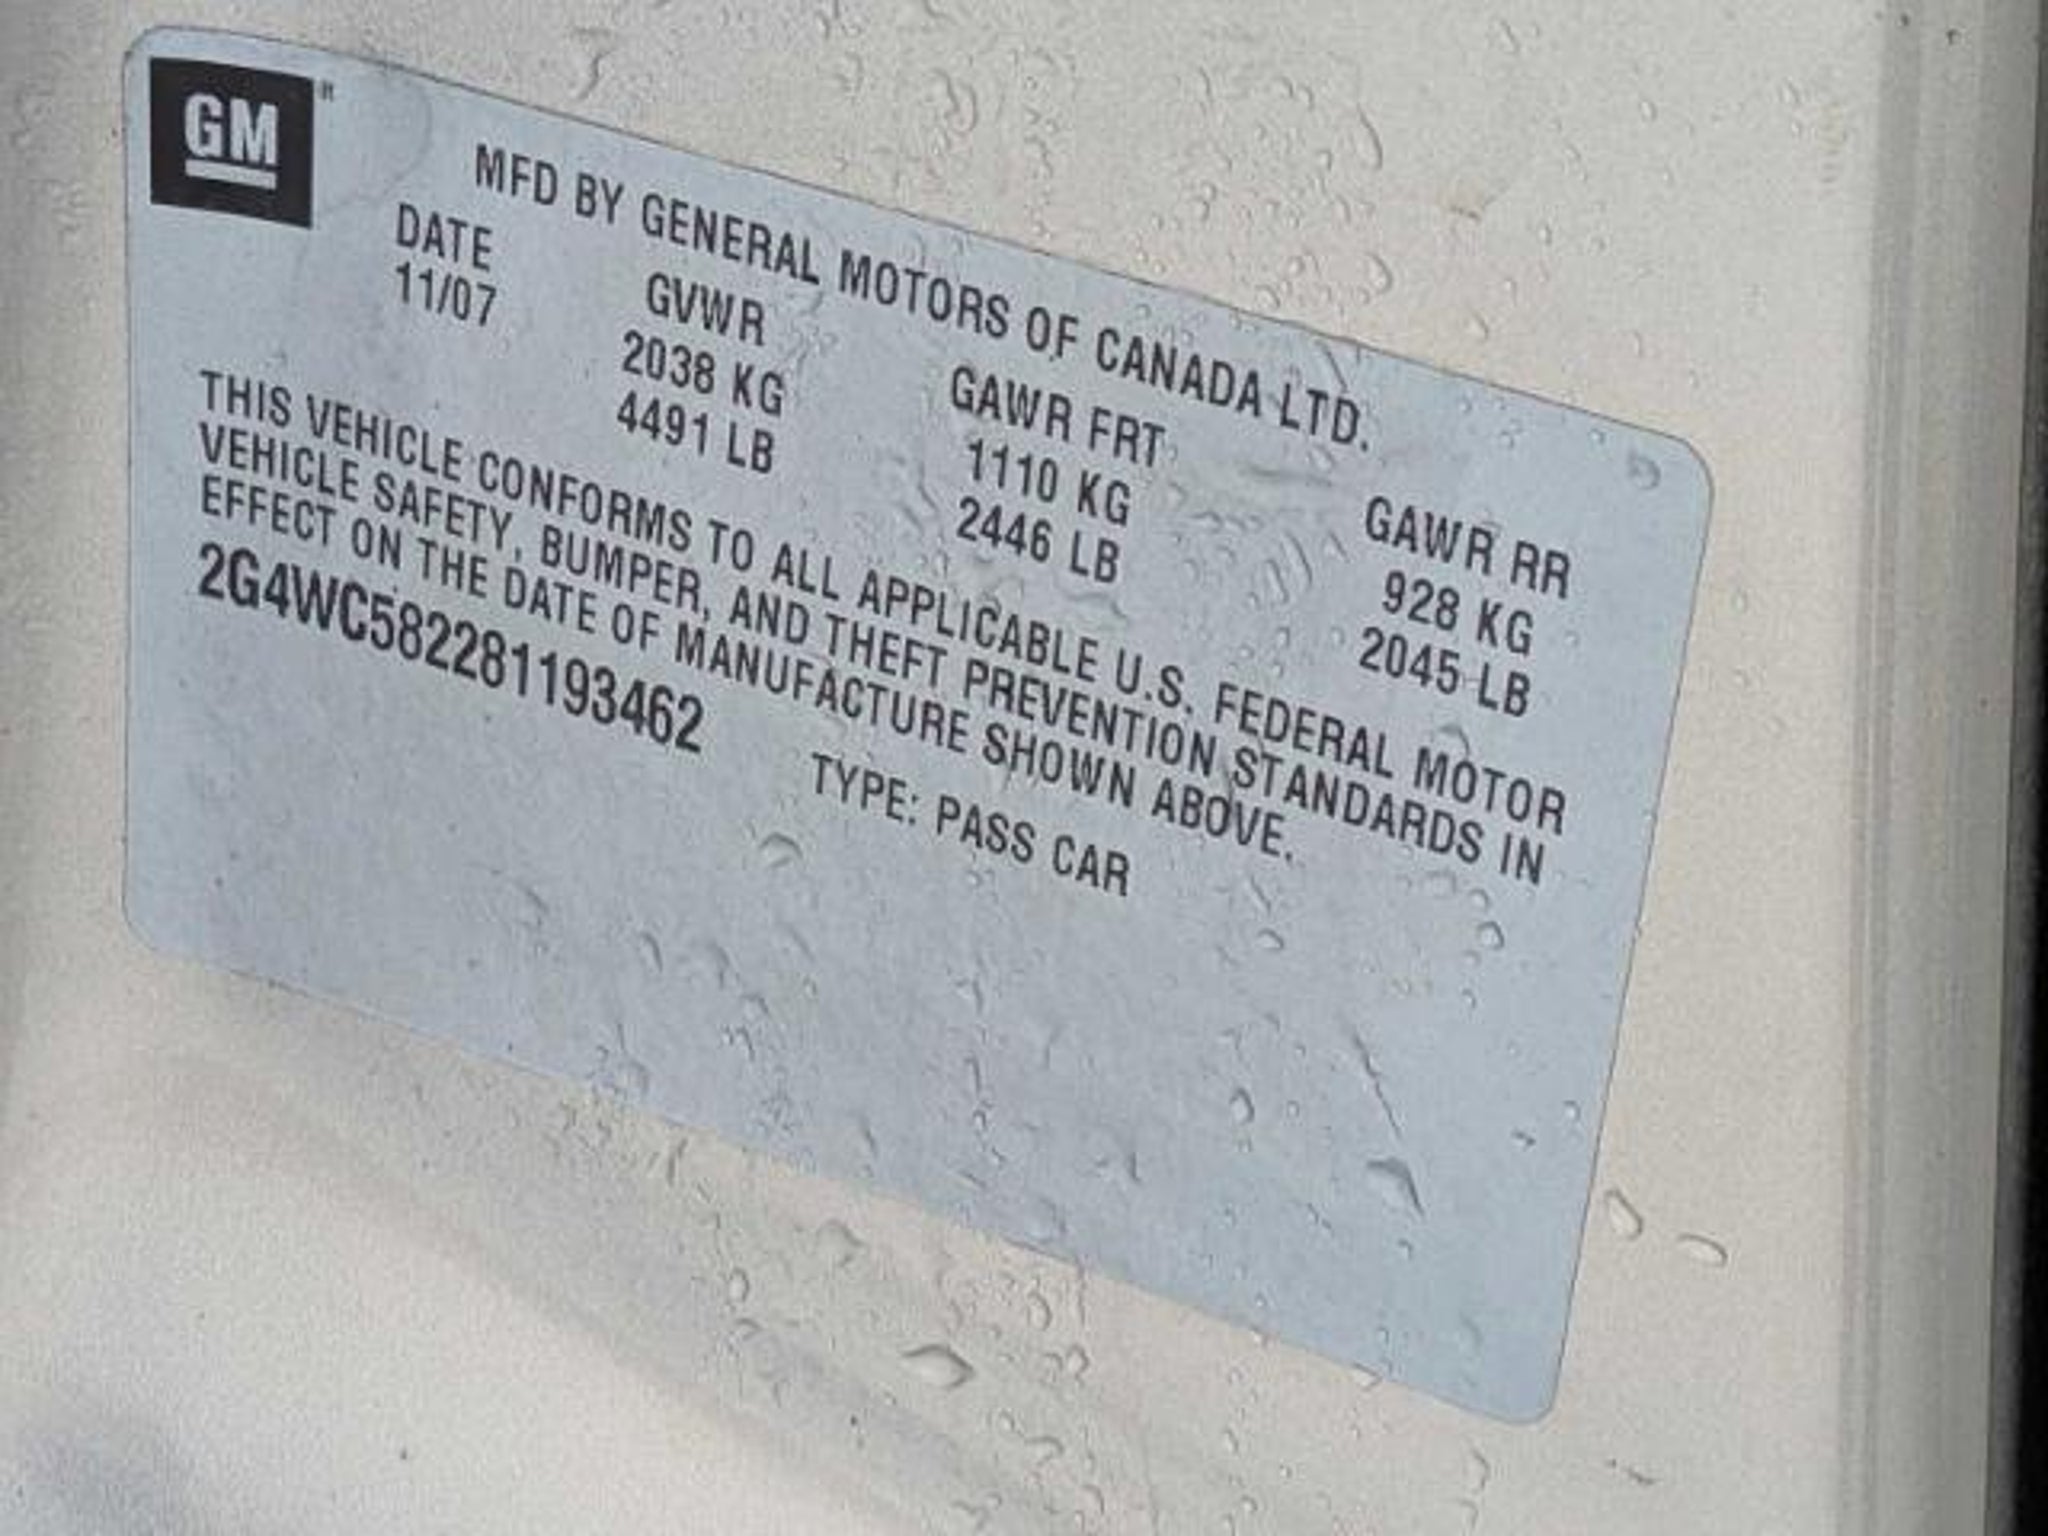 GM
MFD BY GENERAL MOTORS OF CANADA LTD.
DATE GVWR GAWR FRT GAWR RR
11/07 2038 KG 1110 KG 928 KG
4491 LB 2446 LB 2045 LB
THIS VEHICLE CONFORMS TO ALL APPLICABLE U.S. FEDERAL MOTOR
VEHICLE SAFETY, BUMPER, AND THEFT PREVENTION STANDARDS IN
EFFECT ON THE DATE OF MANUFACTURE SHOWN ABOVE.
2G4WC582281193462 TYPE: PASS CAR